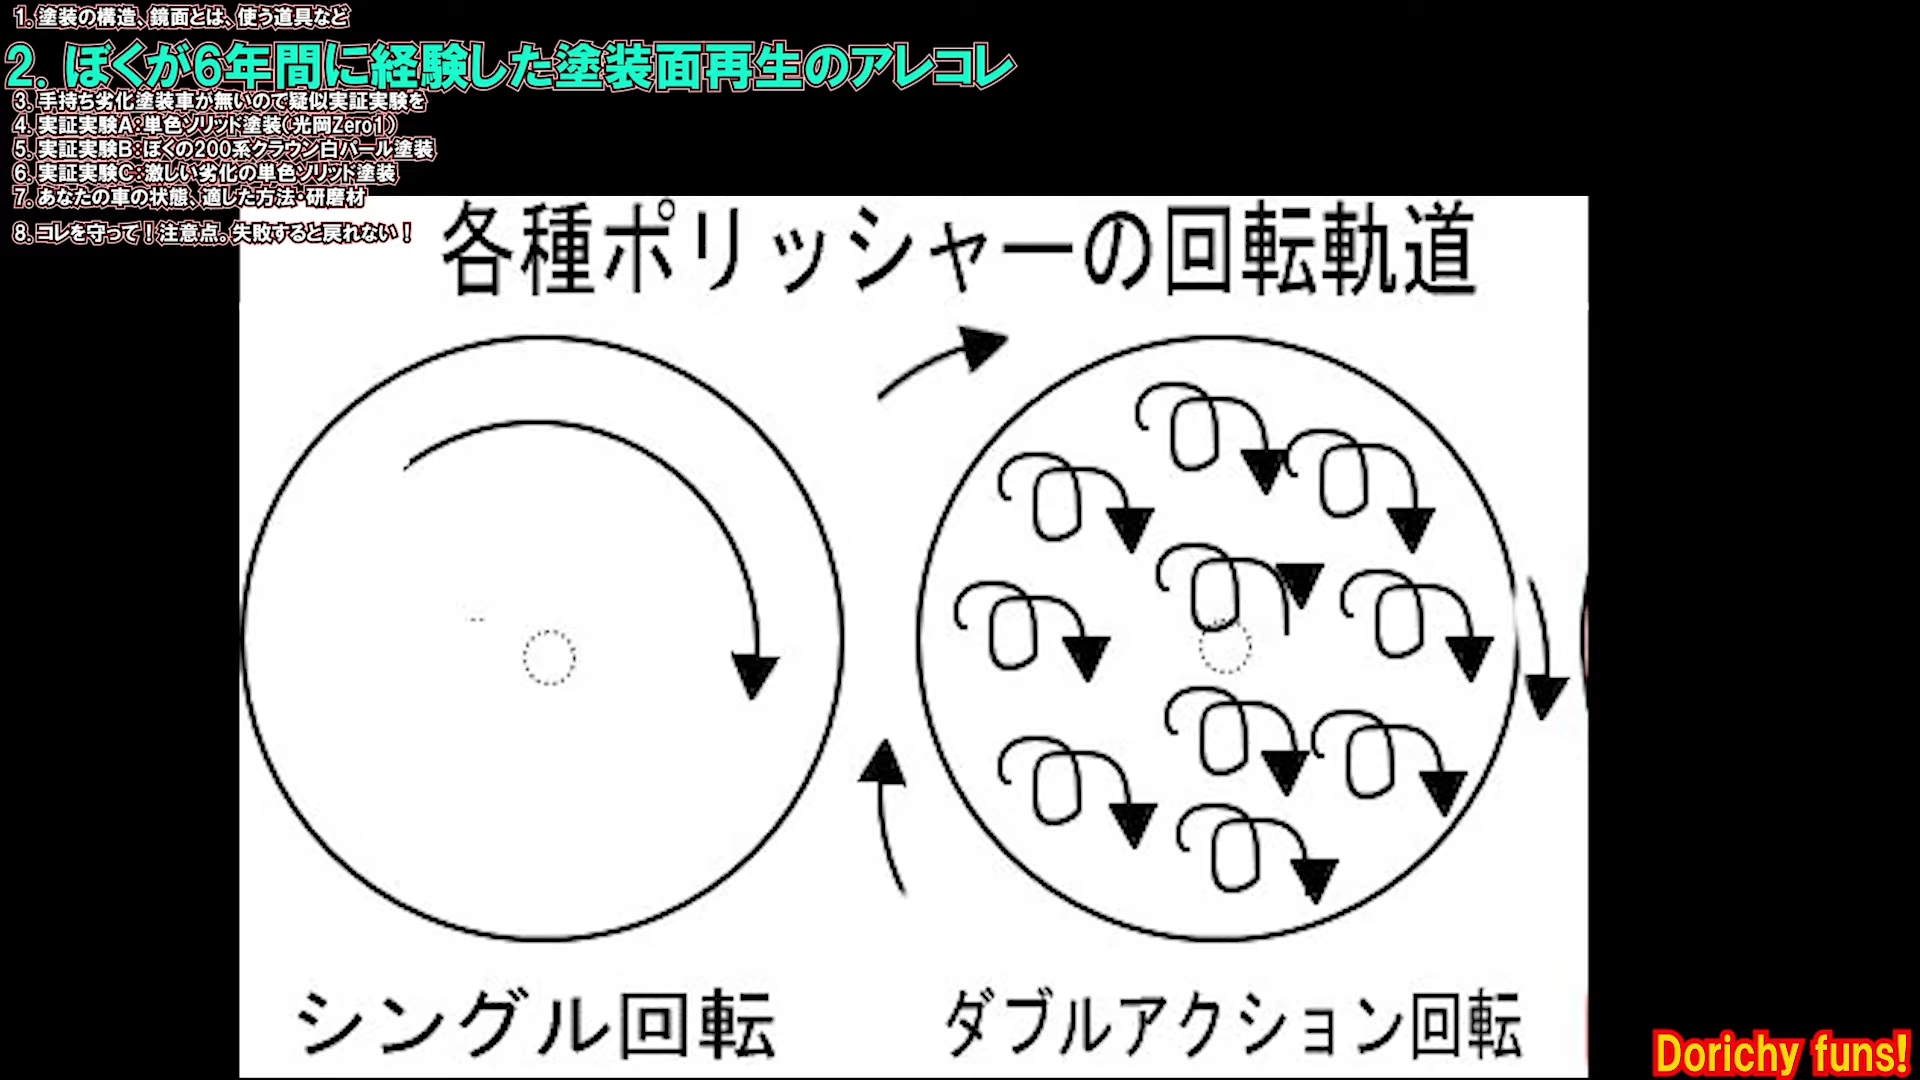 1. 塗装の構造、鏡面とは、使う道具など
2. ぼくが6年間に経験した塗装面再生のアレコレ
3. 手持ち劣化塗装車が無いので疑似実証実験を
4. 実証実験A：単色ソリッド塗装（光岡Zero1）
5. 実証実験B：ぼくの200系クラウン白パール塗装
6. 実証実験C：激しい劣化の単色ソリッド塗装
7. あなたの車の状態、適した方法・研磨材
8. コレを守って！注意点。失敗すると戻れない！
各種ポリッシャーの回転軌道
シングル回転
ダブルアクション回転
Dorichy funs!